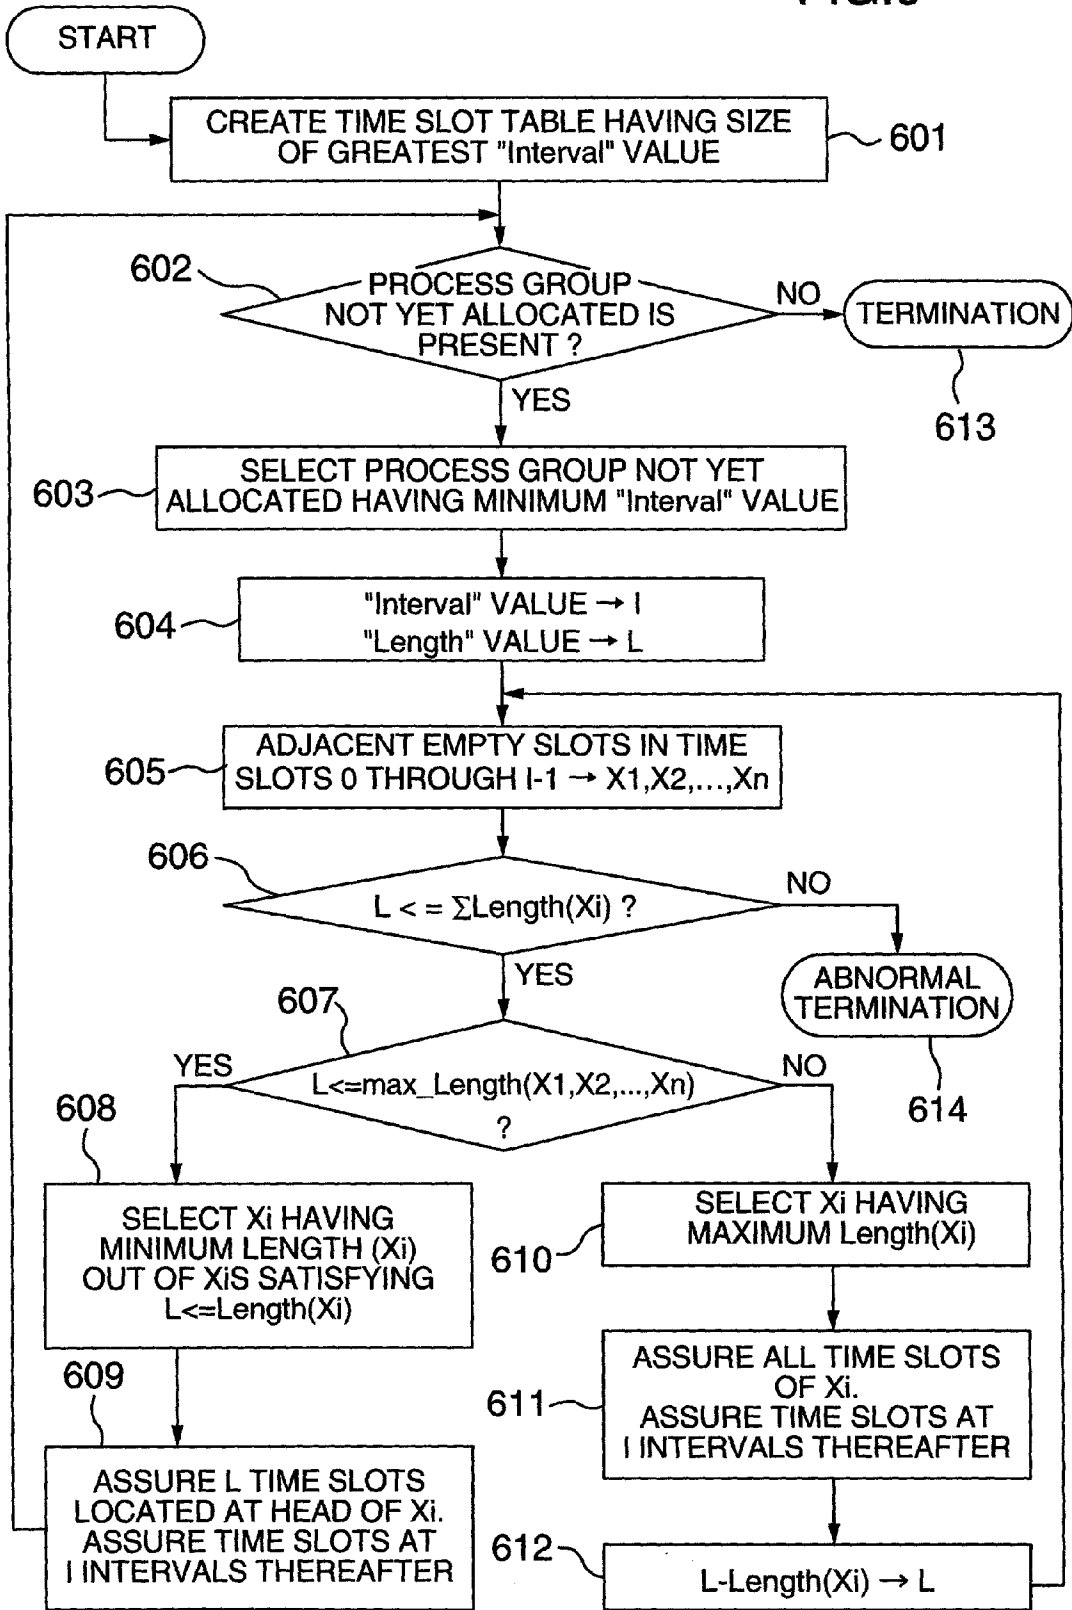 START
CREATE TIME SLOT TABLE HAVING SIZE
OF GREATEST "Interval" VALUE
601
602
PROCESS GROUP
NOT YET ALLOCATED IS
PRESENT ?
NO
TERMINATION
613
YES
603
SELECT PROCESS GROUP NOT YET
ALLOCATED HAVING MINIMUM "Interval" VALUE
604
"Interval" VALUE → I
"Length" VALUE → L
605
ADJACENT EMPTY SLOTS IN TIME
SLOTS 0 THROUGH I-1 → X1,X2,...,Xn
606
L < = ΣLength(Xi) ?
NO
ABNORMAL
TERMINATION
614
YES
607
L<=max_Length(X1,X2,...,Xn)
?
YES
NO
608
SELECT Xi HAVING
MINIMUM LENGTH (Xi)
OUT OF XiS SATISFYING
L<=Length(Xi)
610
SELECT Xi HAVING
MAXIMUM Length(Xi)
609
ASSURE L TIME SLOTS
LOCATED AT HEAD OF Xi.
ASSURE TIME SLOTS AT
I INTERVALS THEREAFTER
611
ASSURE ALL TIME SLOTS
OF Xi.
ASSURE TIME SLOTS AT
I INTERVALS THEREAFTER
612
L-Length(Xi) → L